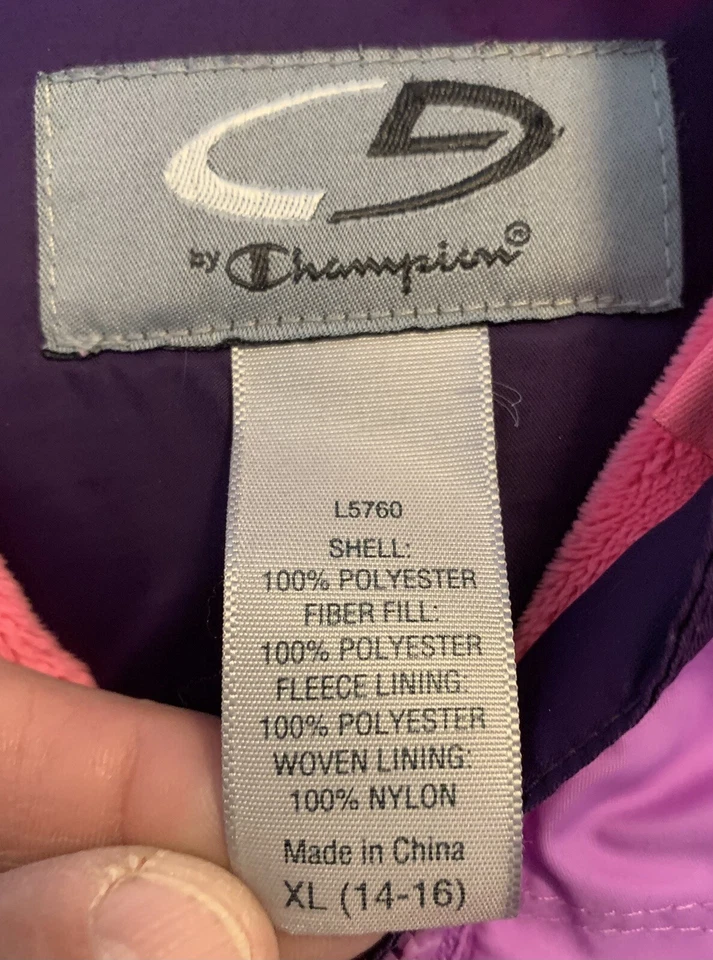 C9
by Champion®
L5760
SHELL:
100% POLYESTER
FIBER FILL:
100% POLYESTER
FLEECE LINING:
100% POLYESTER
WOVEN LINING:
100% NYLON
Made in China
XL (14-16)